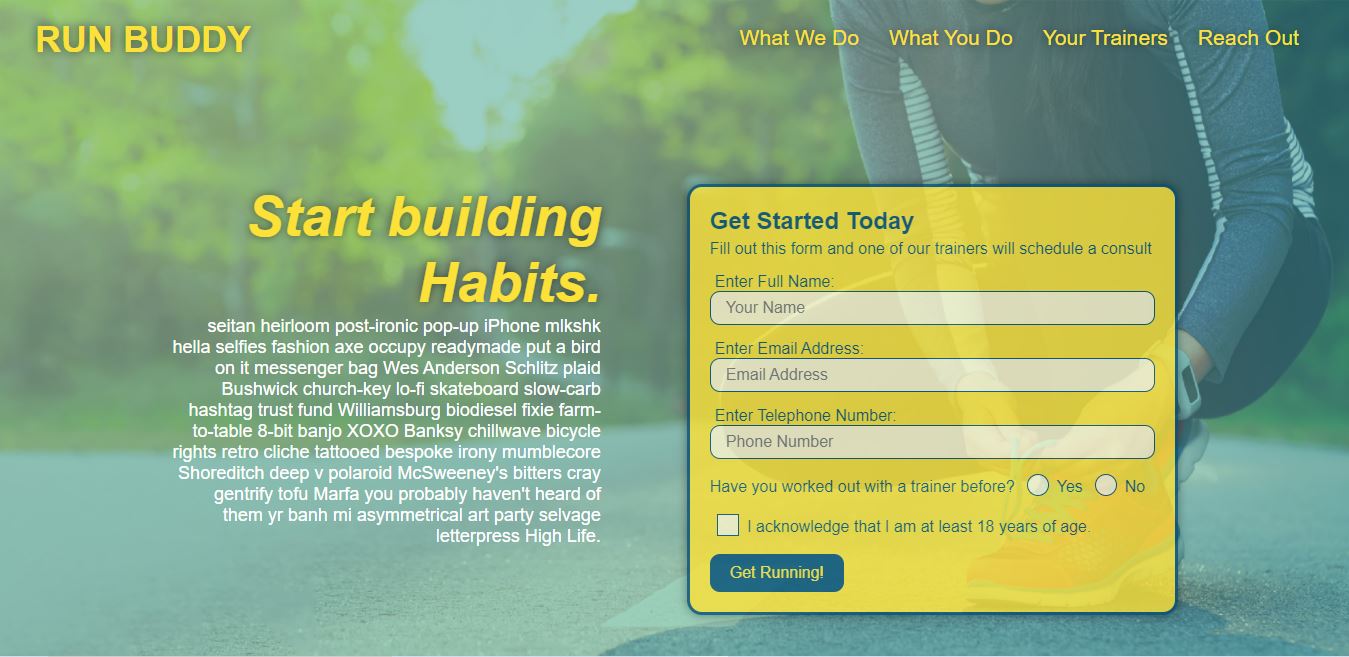 RUN BUDDY
What We Do What You Do Your Trainers Reach Out
Start building
Habits.
seitan heirloom post-ironic pop-up iPhone mlkshk
hella selfies fashion axe occupy readymade put a bird
on it messenger bag Wes Anderson Schlitz plaid
Bushwick church-key lo-fi skateboard slow-carb
hashtag trust fund Williamsburg biodiesel fixie farm-
to-table 8-bit banjo XOXO Banksy chillwave bicycle
rights retro cliche tattooed bespoke irony mumblecore
Shoreditch deep v polaroid McSweeney's bitters cray
gentrify tofu Marfa you probably haven't heard of
them yr banh mi asymmetrical art party selvage
letterpress High Life.
Get Started Today
Fill out this form and one of our trainers will schedule a consult
Enter Full Name:
Your Name
Enter Email Address:
Email Address
Enter Telephone Number:
Phone Number
Have you worked out with a trainer before? Yes No
I acknowledge that I am at least 18 years of age.
Get Running!